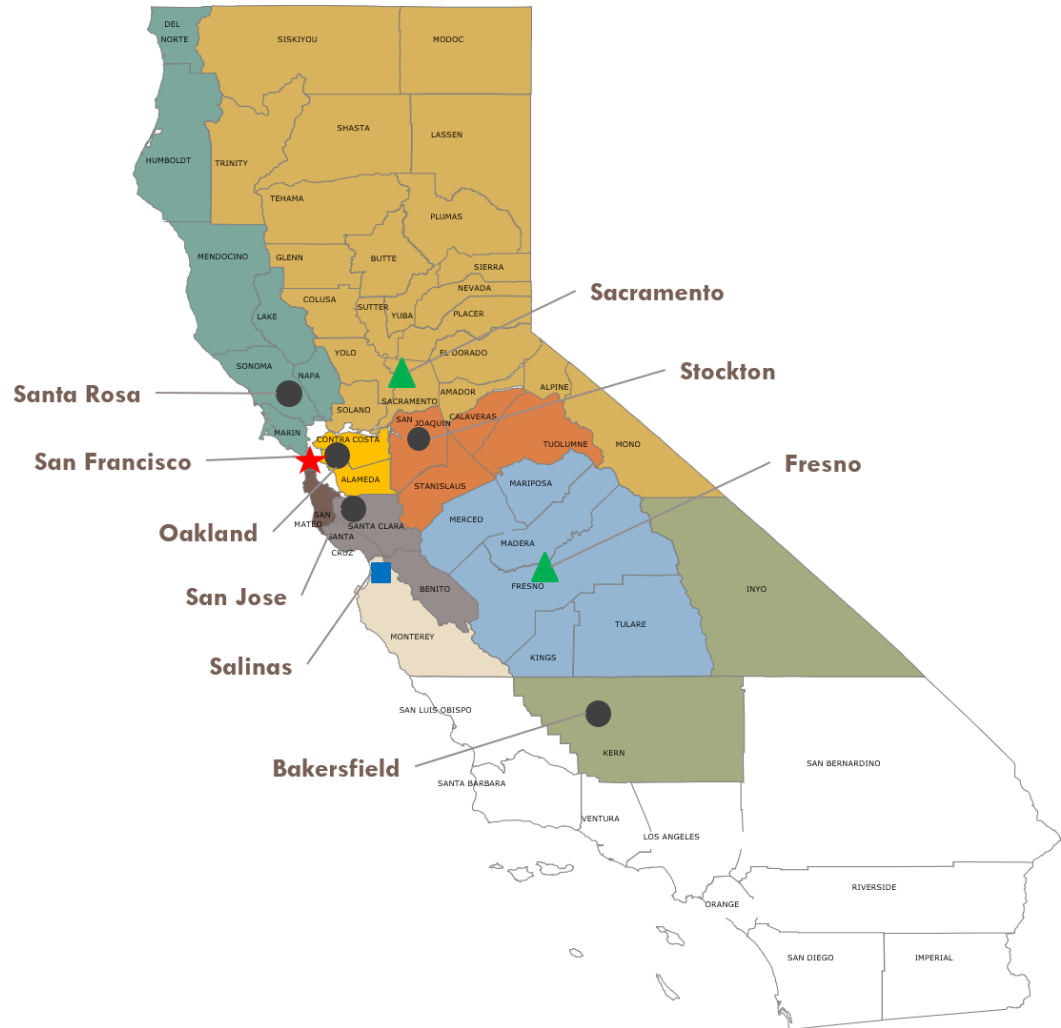 DEL
NORTE
SISKIYOU
MODOC
HUMBOLDT
TRINITY
SHASTA
LASSEN
TEHAMA
PLUMAS
MENDOCINO
GLENN
BUTTE
SIERRA
NEVADA
COLUSA
LAKE
SUTTER
YUBA
PLACER
Sacramento
YOLO
EL DORADO
SONOMA
NAPA
Stockton
Santa Rosa
SOLANO
SACRAMENTO
AMADOR
ALPINE
CALAVERAS
SAN
JOAQUIN
MARIN
CONTRA COSTA
TUOLUMNE
MONO
San Francisco
Fresno
ALAMEDA
STANISLAUS
MARIPOSA
SAN
MATEO
SANTA CLARA
MERCED
Oakland
SANTA
CRUZ
MADERA
San Jose
BENITO
FRESNO
INYO
TULARE
MONTEREY
Salinas
KINGS
SAN LUIS OBISPO
Bakersfield
KERN
SAN BERNARDINO
SANTA BARBARA
VENTURA
LOS ANGELES
RIVERSIDE
ORANGE
SAN DIEGO
IMPERIAL